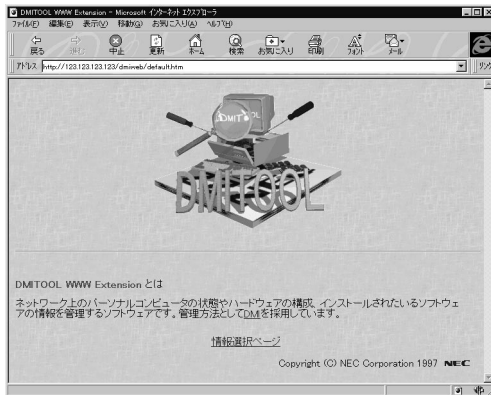 DMITOOL WWW Extension - Microsoft インターネット エクスプローラ
ファイル(F) 編集(E) 表示(V) 移動(G) お気に入り(A) ヘルプ(H)
戻る 進む 中止 更新 ホーム 検索 お気に入り 印刷 フォント メール
アドレス http://123.123.123.123/dmiweb/default.htm
DMITOOL
DMITOOL
DMITOOL WWW Extension とは
ネットワーク上のパーソナルコンピュータの状態やハードウェアの構成、インストールされたいるソフトウェ
アの情報を管理するソフトウェアです。管理方法としてDMIを採用しています。
情報選択ページ
Copyright (C) NEC Corporation 1997 NEC